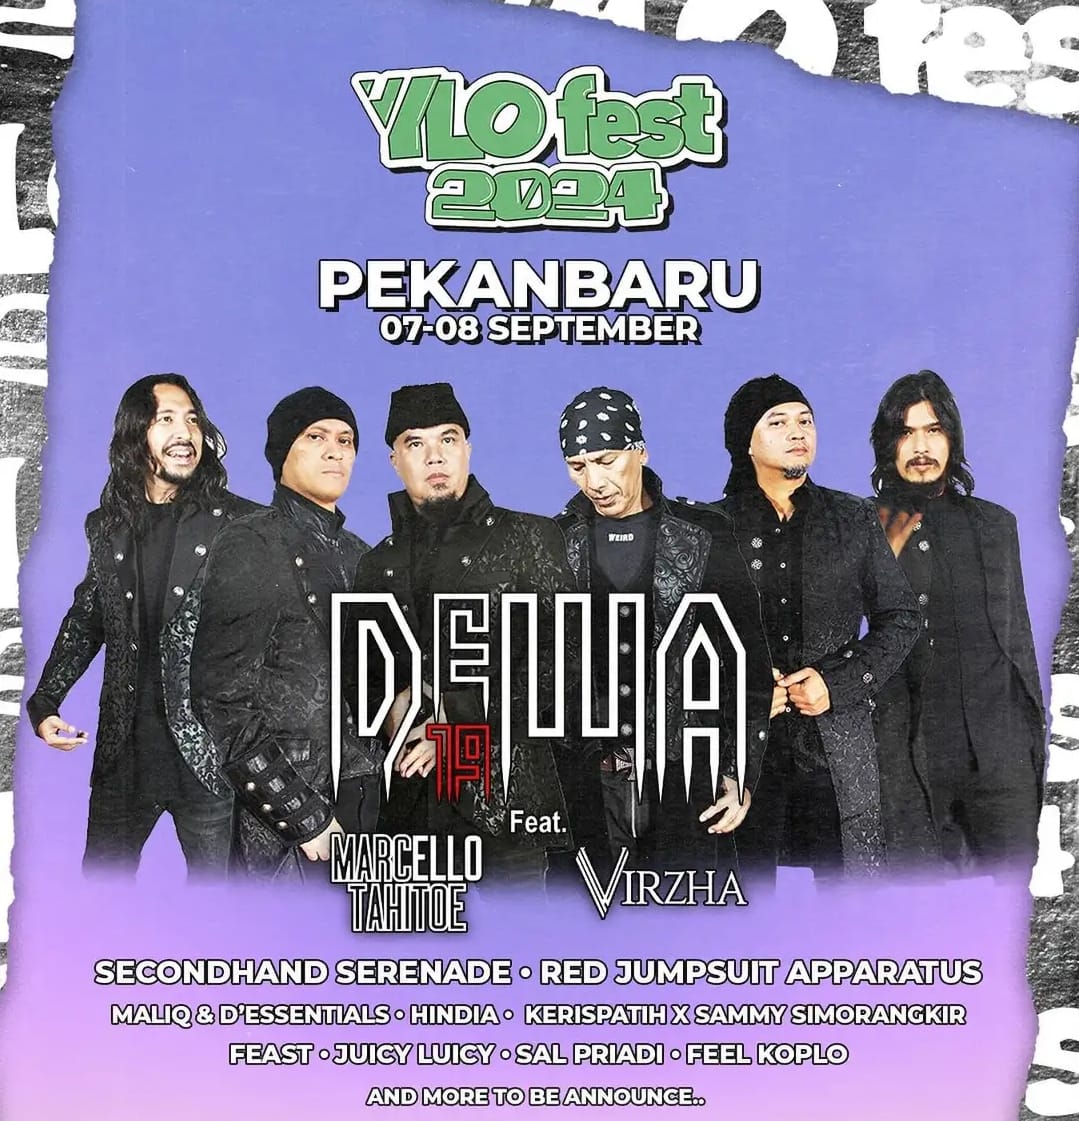 YLO fest
2024
PEKANBARU
07-08 SEPTEMBER
WEIRD
DEWA
19
Feat.
MARCELLO
TAHITOE
VIRZHA
SECONDHAND SERENADE • RED JUMPSUIT APPARATUS
MALIQ & D'ESSENTIALS • HINDIA • KERISPATIH X SAMMY SIMORANGKIR
FEAST • JUICY LUICY • SAL PRIADI • FEEL KOPLO
AND MORE TO BE ANNOUNCE..